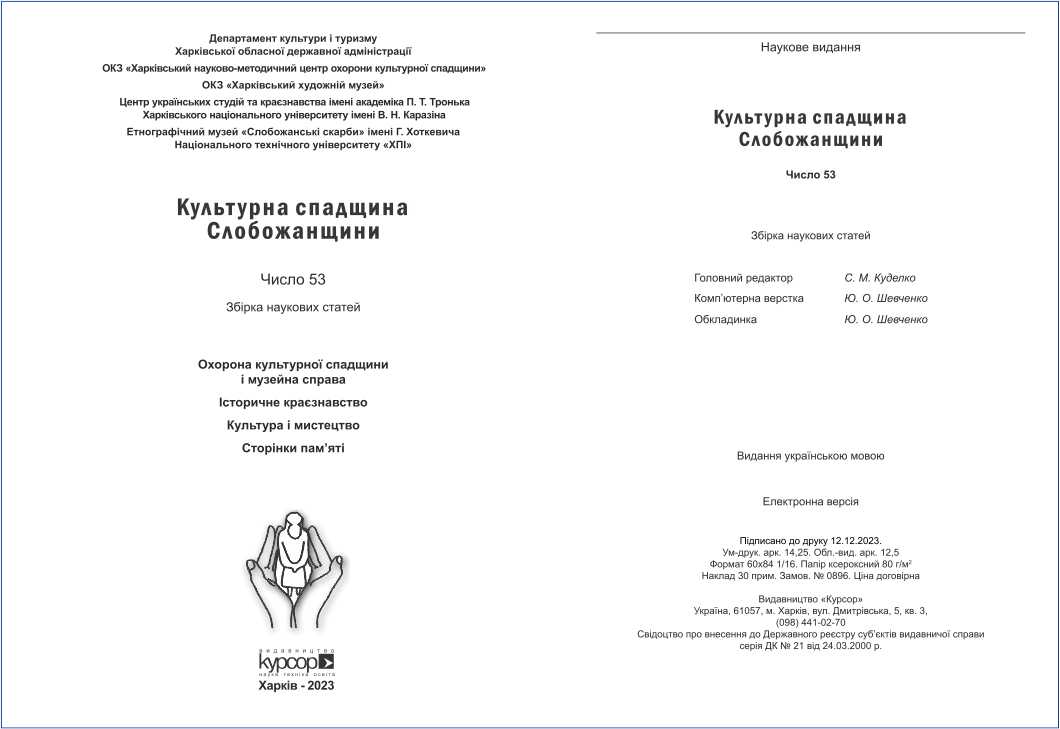 Департамент культури і туризму
Харківської обласної державної адміністрації
ОКЗ «Харківський науково-методичний центр охорони культурної спадщини»
ОКЗ «Харківський художній музей»
Центр українських студій та краєзнавства імені академіка П. Т. Тронька
Харківського національного університету імені В. Н. Каразіна
Етнографічний музей «Слобожанські скарби» імені Г. Хоткевича
Національного технічного університету «ХПІ»
Культурна спадщина
Слобожанщини
Число 53
Збірка наукових статей
Охорона культурної спадщини
і музейна справа
Історичне краєзнавство
Культура і мистецтво
Сторінки пам’яті
видавництво
курсор
наука техніка освіта
Харків - 2023
Наукове видання
Культурна спадщина
Слобожанщини
Число 53
Збірка наукових статей
Головний редактор С. М. Куделко
Комп’ютерна верстка Ю. О. Шевченко
Обкладинка Ю. О. Шевченко
Видання українською мовою
Електронна версія
Підписано до друку 12.12.2023.
Ум-друк. арк. 14,25. Обл.-вид. арк. 12,5
Формат 60х84 1/16. Папір ксероксний 80 г/м²
Наклад 30 прим. Замов. № 0896. Ціна договірна
Видавництво «Курсор»
Україна, 61057, м. Харків, вул. Дмитрівська, 5, кв. 3,
(098) 441-02-70
Свідоцтво про внесення до Державного реєстру суб’єктів видавничої справи
серія ДК № 21 від 24.03.2000 р.